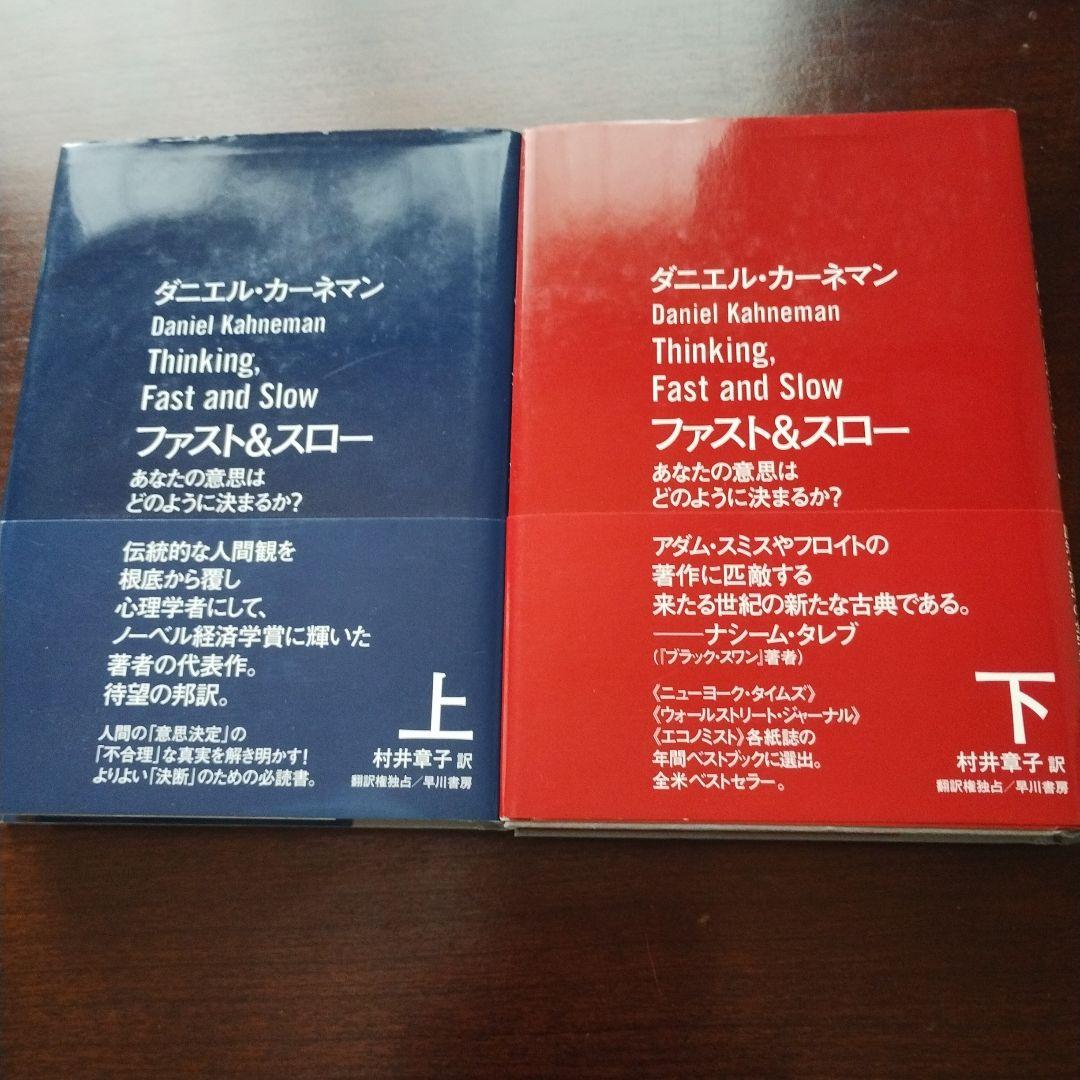 ダニエル・カーネマン
Daniel Kahneman
Thinking,
Fast and Slow
ファスト&スロー
あなたの意思は
どのように決まるか?
伝統的な人間観を
根底から覆し
心理学者にして、
ノーベル経済学賞に輝いた
著者の代表作。
待望の邦訳。
人間の「意思決定」の
「不合理」な真実を解き明かす!
よりよい「決断」のための必読書。
上
村井章子 訳
翻訳権独占/早川書房
ダニエル・カーネマン
Daniel Kahneman
Thinking,
Fast and Slow
ファスト&スロー
あなたの意思は
どのように決まるか?
アダム・スミスやフロイトの
著作に匹敵する
来たる世紀の新たな古典である。
──ナシーム・タレブ
(『ブラック・スワン』著者)
《ニューヨーク・タイムズ》
《ウォールストリート・ジャーナル》
《エコノミスト》各紙誌の
年間ベストブックに選出。
全米ベストセラー。
下
村井章子 訳
翻訳権独占/早川書房